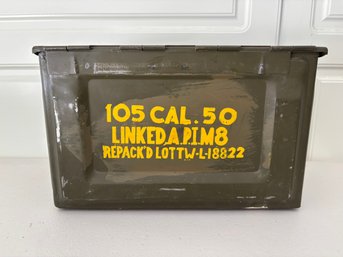 105 CAL. 50
LINKED.A.P.I.M8
REPACK'D LOT TW-L-18822